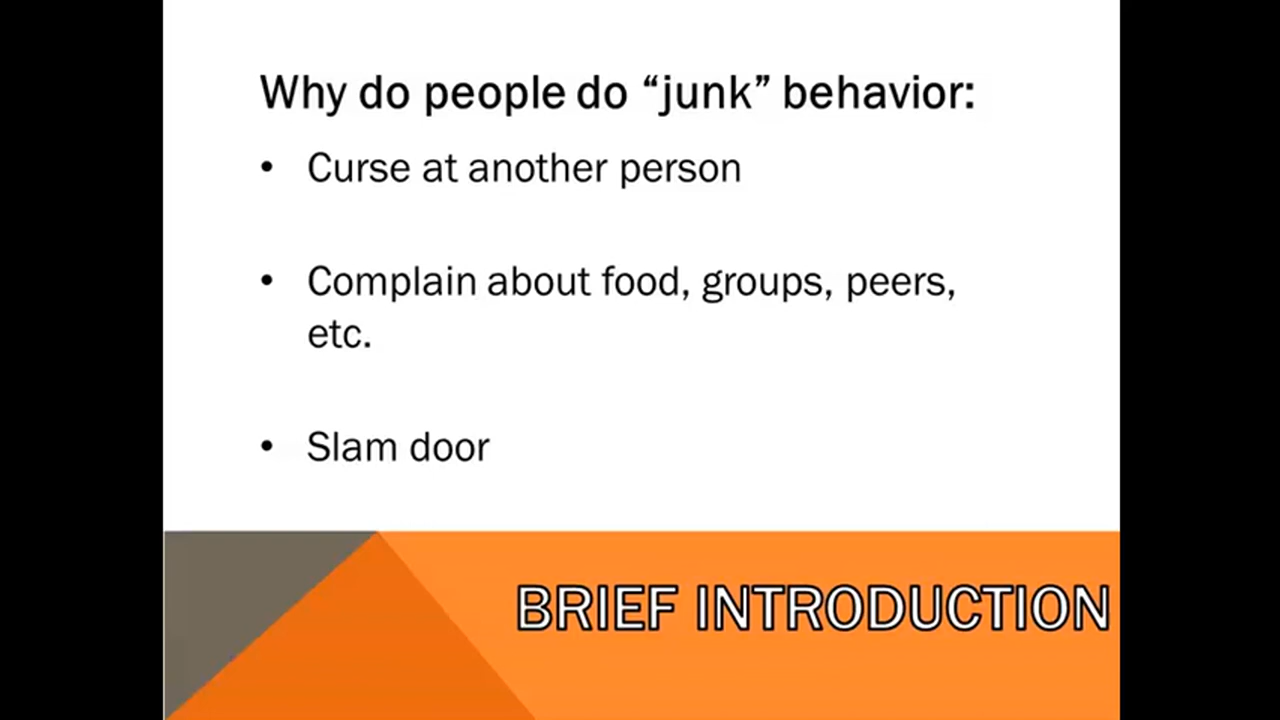 Why do people do “junk” behavior:
• Curse at another person
• Complain about food, groups, peers,
etc.
• Slam door
BRIEF INTRODUCTION